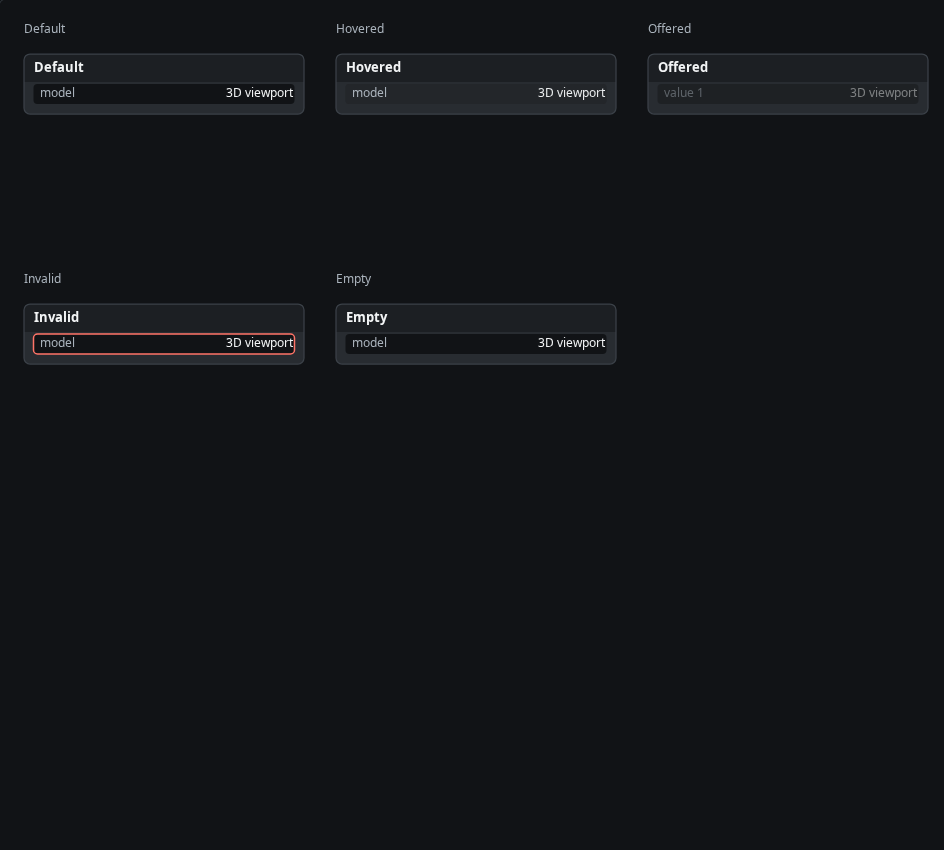 Default
Hovered
Offered
Default
Hovered
Offered
model 3D viewport
model 3D viewport
value 1 3D viewport
Invalid
Empty
Invalid
Empty
model 3D viewport
model 3D viewport